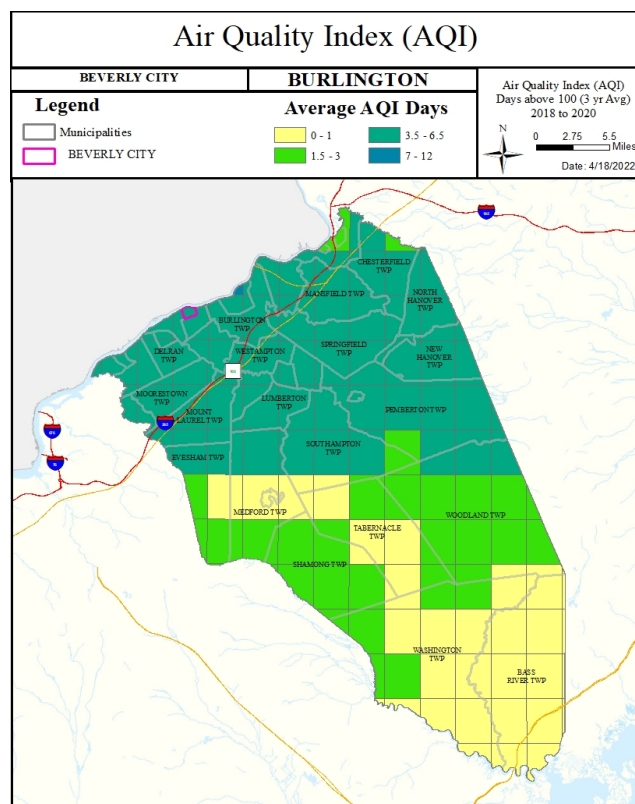 Air Quality Index (AQI)
BEVERLY CITY
BURLINGTON
Legend
Municipalities
BEVERLY CITY
Average AQI Days
0 - 1
3.5 - 6.5
1.5 - 3
7 - 12
Air Quality Index (AQI)
Days above 100 (3 yr Avg)
2018 to 2020
N
0 2.75 5.5
Miles
Date: 4/18/2022
CHESTERFIELD
TWP
MANSFIELD TWP
NORTH
HANOVER
TWP
BURLINGTON
TWP
SPRINGFIELD
TWP
NEW
HANOVER
TWP
DELRAN
TWP
WESTAMPTON
TWP
MOORESTOWN
TWP
LUMBERTON
TWP
MOUNT
LAUREL TWP
PEMBERTON TWP
EVESHAM TWP
SOUTHAMPTON
TWP
MEDFORD TWP
WOODLAND TWP
TABERNACLE
TWP
SHAMONG TWP
WASHINGTON
TWP
BASS
RIVER TWP